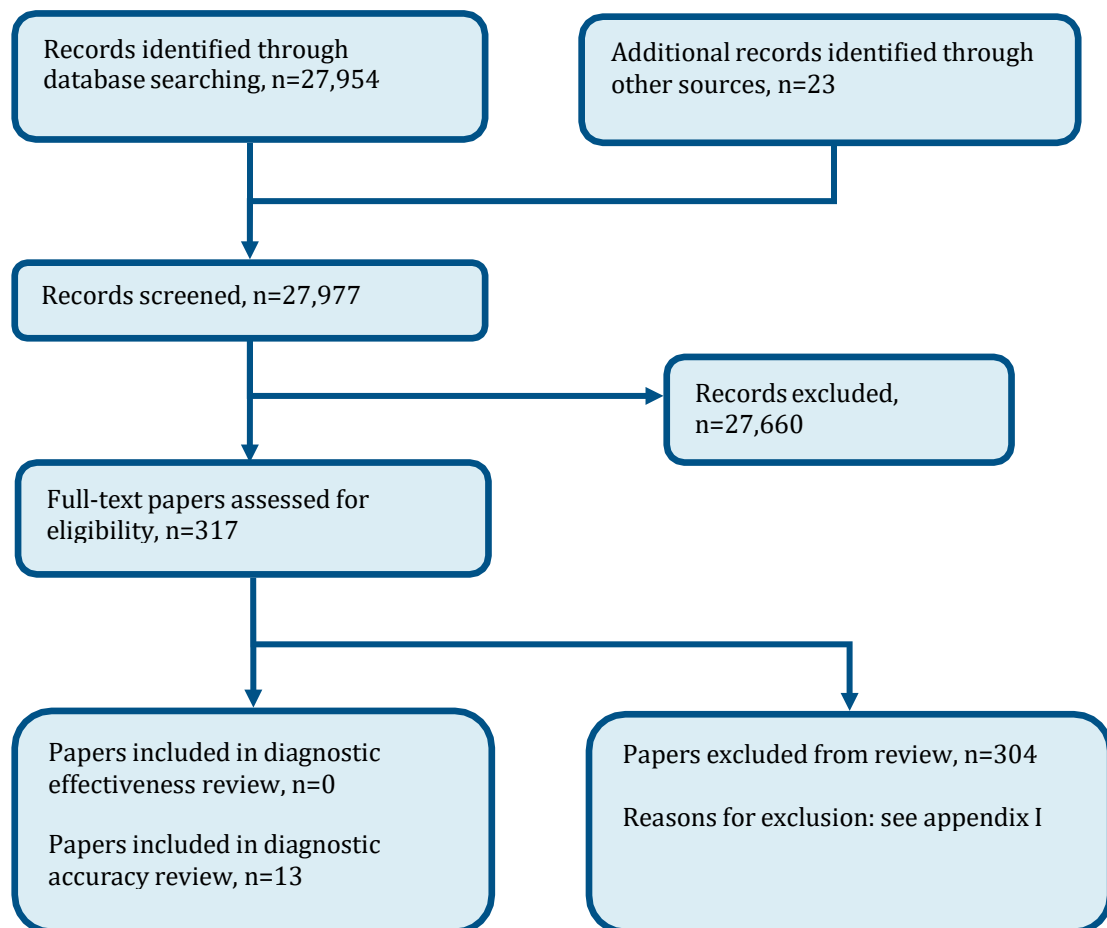 Records identified through
database searching, n=27,954
Additional records identified through
other sources, n=23
Records screened, n=27,977
Records excluded,
n=27,660
Full-text papers assessed for
eligibility, n=317
Papers included in diagnostic
effectiveness review, n=0
Papers included in diagnostic
accuracy review, n=13
Papers excluded from review, n=304
Reasons for exclusion: see appendix I